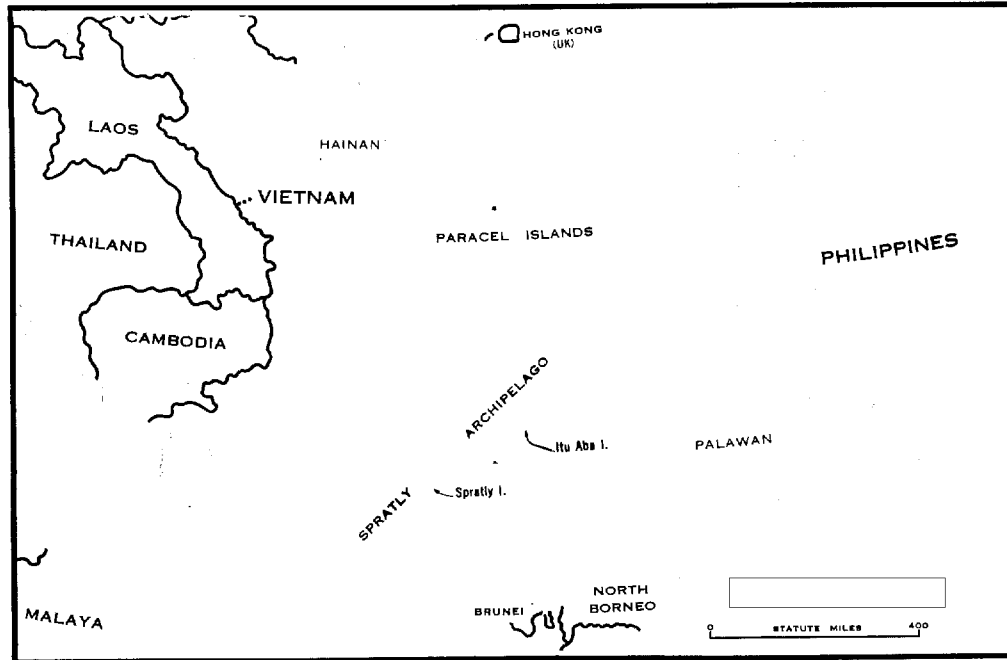 HONG KONG
(UK)
LAOS
HAINAN
VIETNAM
THAILAND
PARACEL ISLANDS
PHILIPPINES
CAMBODIA
ARCHIPELAGO
Itu Aba I.
PALAWAN
SPRATLY
Spratly I.
MALAYA
BRUNEI
NORTH
BORNEO
0 STATUTE MILES 400